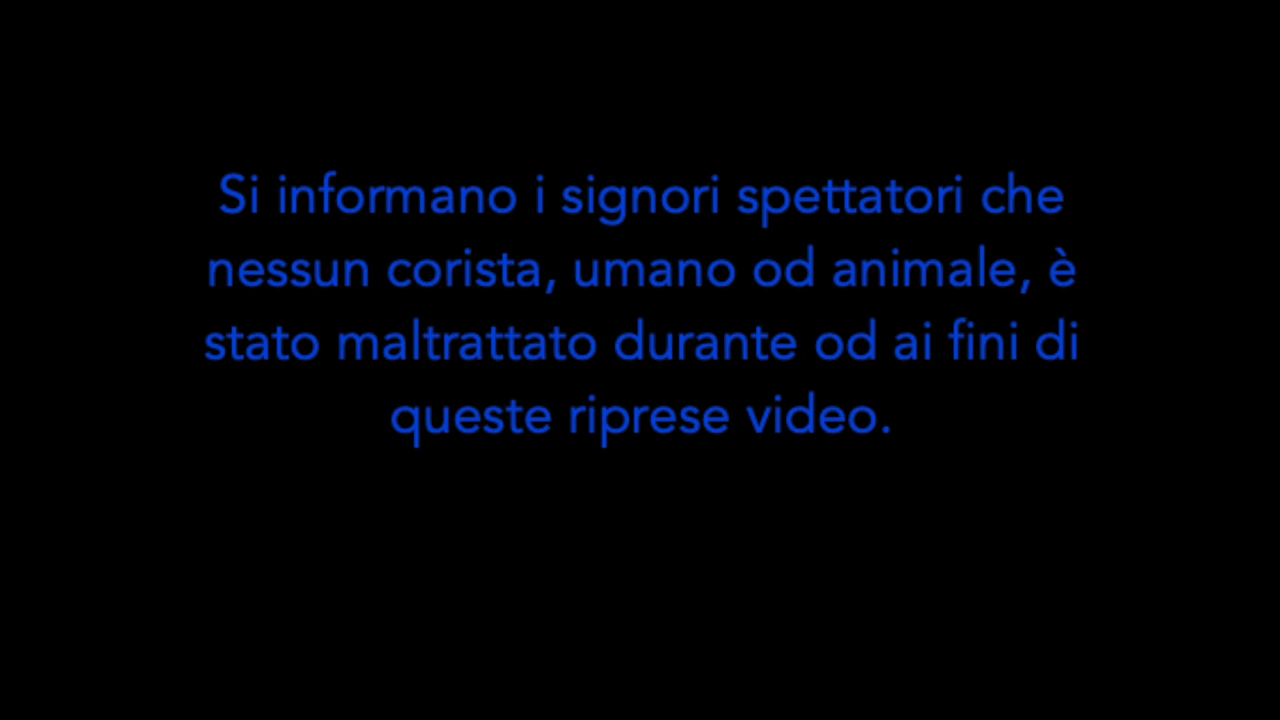 Si informano i signori spettatori che
nessun corista, umano od animale, è
stato maltrattato durante od ai fini di
queste riprese video.